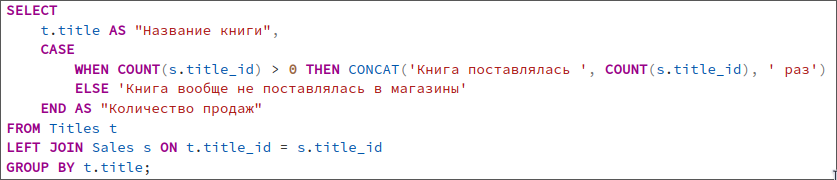 SELECT
    t.title AS "Название книги",
    CASE
        WHEN COUNT(s.title_id) > 0 THEN CONCAT('Книга поставлялась ', COUNT(s.title_id), ' раз')
        ELSE 'Книга вообще не поставлялась в магазины'
    END AS "Количество продаж"
FROM Titles t
LEFT JOIN Sales s ON t.title_id = s.title_id
GROUP BY t.title;